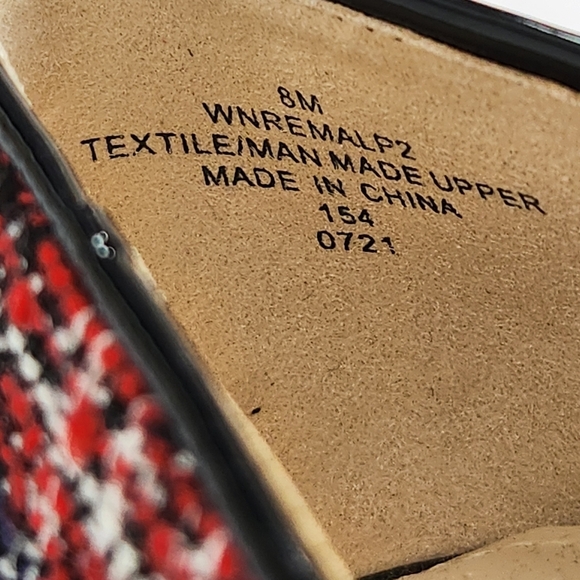 8M
WNREMALP2
TEXTILE/MAN MADE UPPER
MADE IN CHINA
154
0721